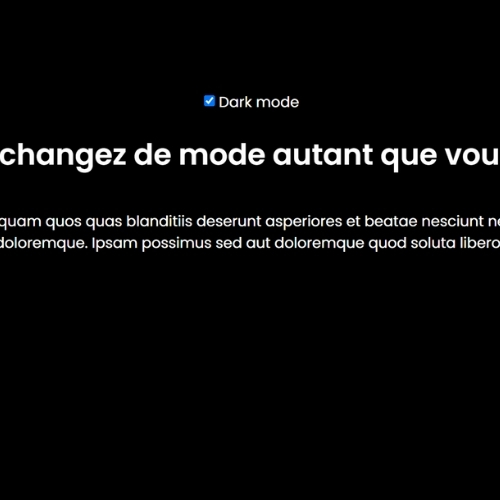 Dark mode
changez de mode autant que vou
quam quos quas blanditiis deserunt asperiores et beatae nesciunt ne
doloremque. Ipsam possimus sed aut doloremque quod soluta libero